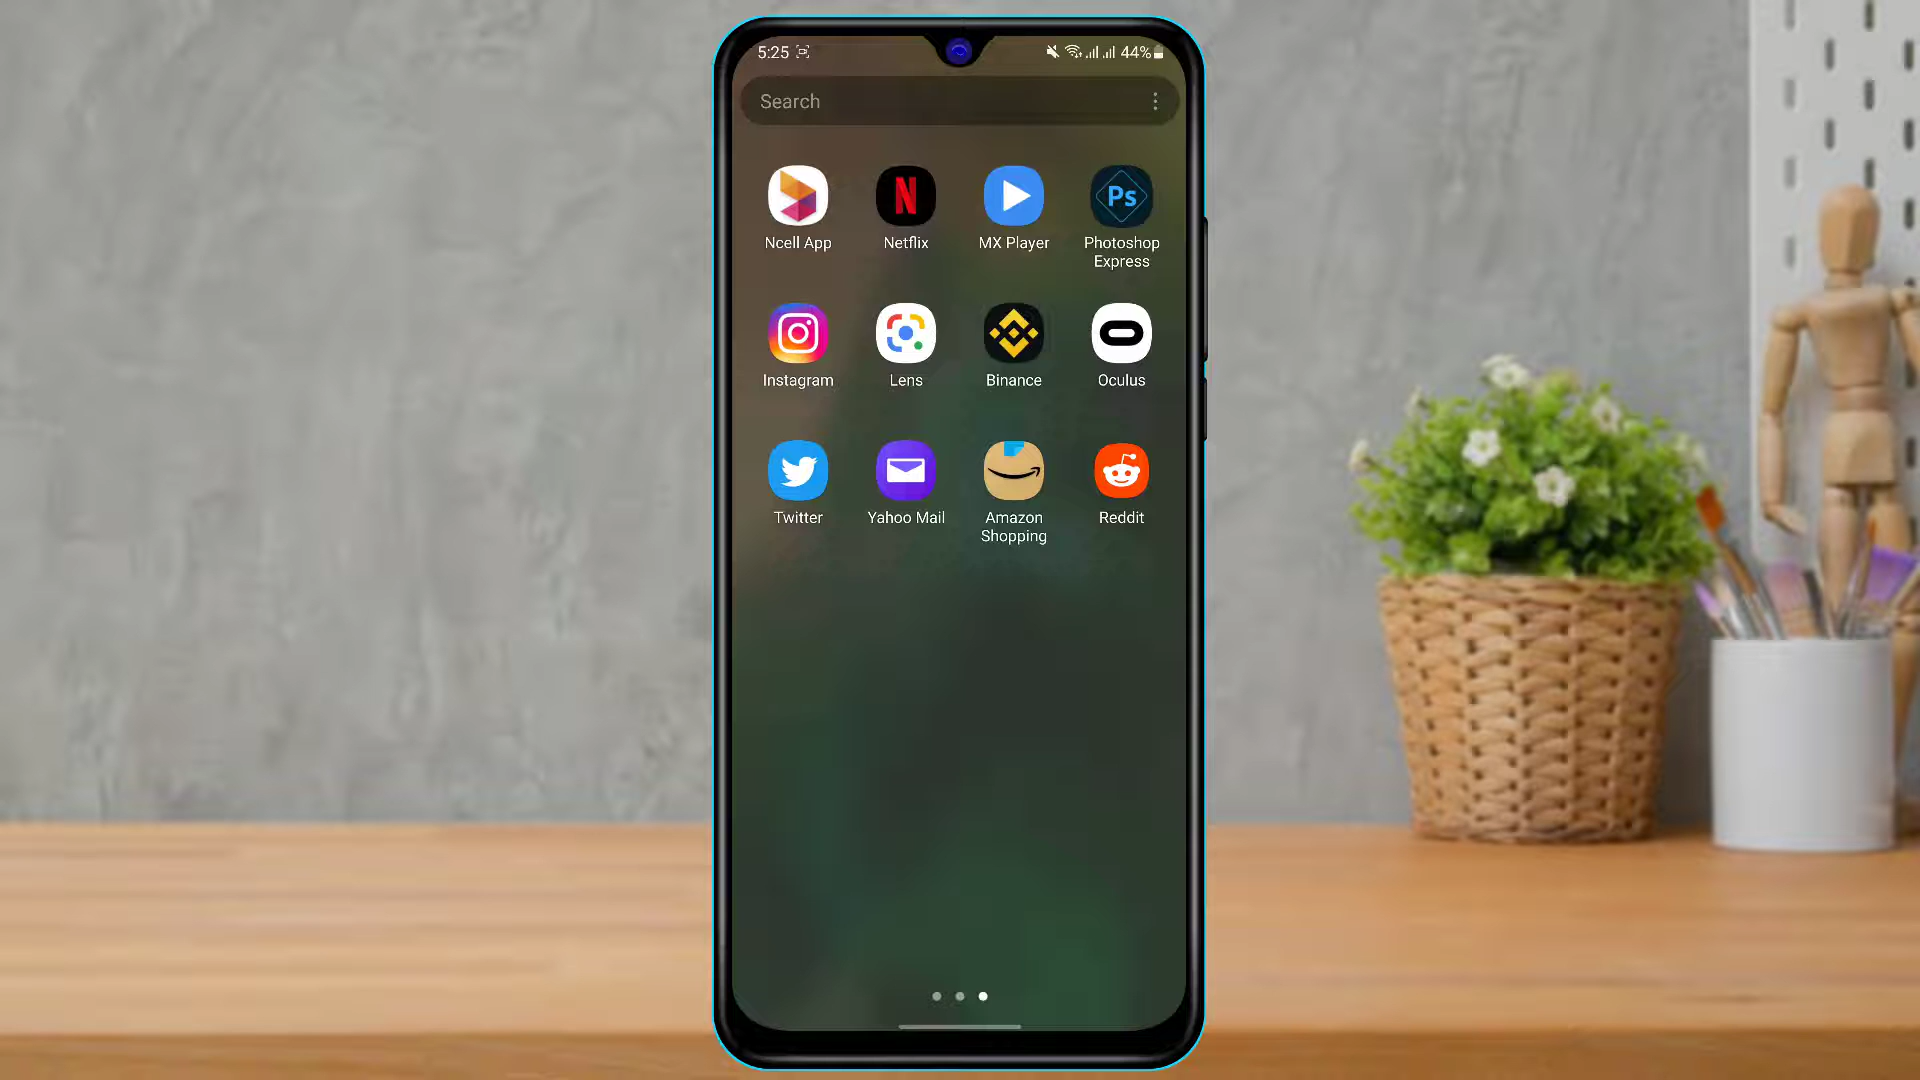 5:25 44%
Search
N Ps
Ncell App Netflix MX Player Photoshop
Express
Instagram Lens Binance Oculus
Twitter Yahoo Mail Amazon Reddit
Shopping